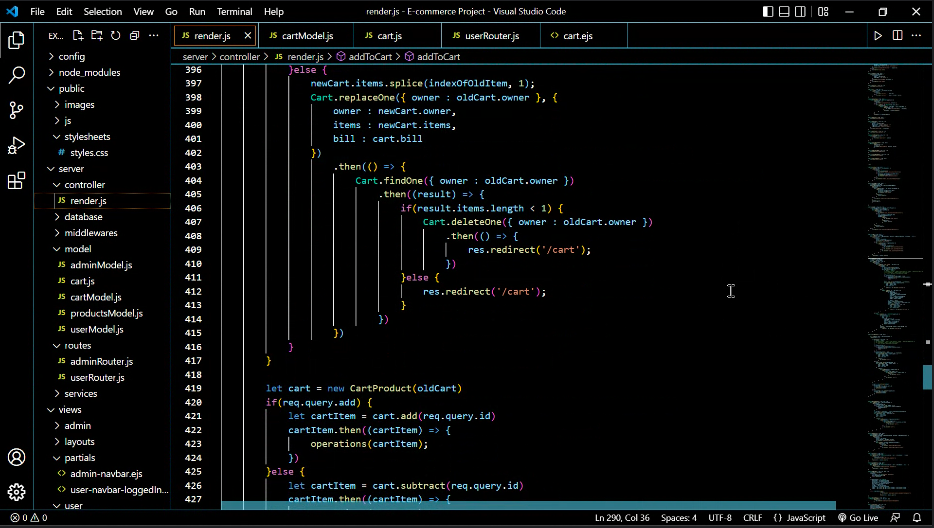 File Edit Selection View Go Run Terminal Help
render.js - E-commerce Project - Visual Studio Code
EX...
JS render.js
JS cartModel.js
JS cart.js
JS userRouter.js
<> cart.ejs
server > controller > JS render.js > addToCart > addToCart
> config
> node_modules
public
> images
> js
stylesheets
# styles.css
server
controller
JS render.js
> database
> middlewares
model
JS adminModel.js
JS cart.js
JS cartModel.js
JS productsModel.js
JS userModel.js
routes
JS adminRouter.js
JS userRouter.js
> services
views
> admin
> layouts
partials
<> admin-navbar.ejs
<> user-navbar-loggedIn...
user
396 }else {
397 newCart.items.splice(indexOfOldItem, 1);
398 Cart.replaceOne({ owner : oldCart.owner }, {
399 owner : newCart.owner,
400 items : newCart.items,
401 bill : cart.bill
402 })
403 .then(() => {
404 Cart.findOne({ owner : oldCart.owner })
405 .then((result) => {
406 if(result.items.length < 1) {
407 Cart.deleteOne({ owner : oldCart.owner })
408 .then(() => {
409 res.redirect('/cart');
410 })
411 }else {
412 res.redirect('/cart');
413 }
414 })
415 })
416 }
417 }
418
419 let cart = new CartProduct(oldCart)
420 if(req.query.add) {
421 let cartItem = cart.add(req.query.id)
422 cartItem.then((cartItem) => {
423 operations(cartItem);
424 })
425 }else {
426 let cartItem = cart.subtract(req.query.id)
427 cartItem.then((cartItem) => {
0 0 Ln 290, Col 36 Spaces: 4 UTF-8 CRLF {} JavaScript Go Live